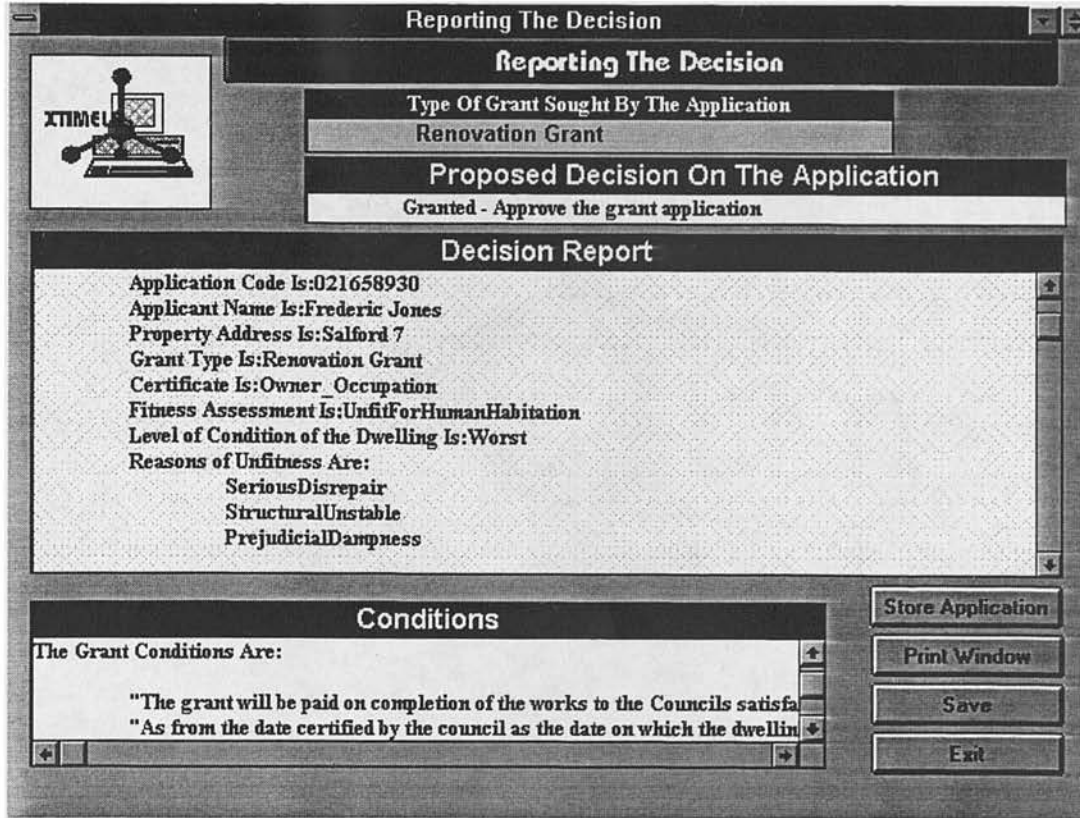 Reporting The Decision
Reporting The Decision
XTIMEL
Type Of Grant Sought By The Application
Renovation Grant
Proposed Decision On The Application
Granted - Approve the grant application
Decision Report
Application Code Is:021658930
Applicant Name Is:Frederic Jones
Property Address Is:Salford 7
Grant Type Is:Renovation Grant
Certificate Is:Owner_Occupation
Fitness Assessment Is:UnfitForHumanHabitation
Level of Condition of the Dwelling Is:Worst
Reasons of Unfitness Are:
SeriousDisrepair
StructuralUnstable
PrejudicialDampness
Conditions
The Grant Conditions Are:
"The grant will be paid on completion of the works to the Councils satisfa
"As from the date certified by the council as the date on which the dwellin
Store Application
Print Window
Save
Exit